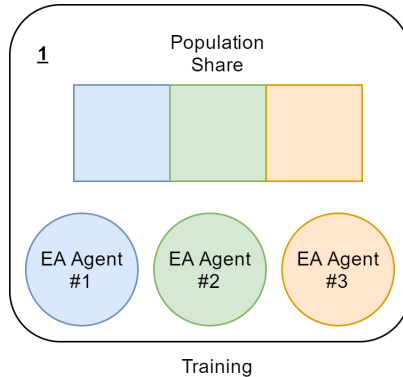 1
Population
Share
EA Agent
#1
EA Agent
#2
EA Agent
#3
Training